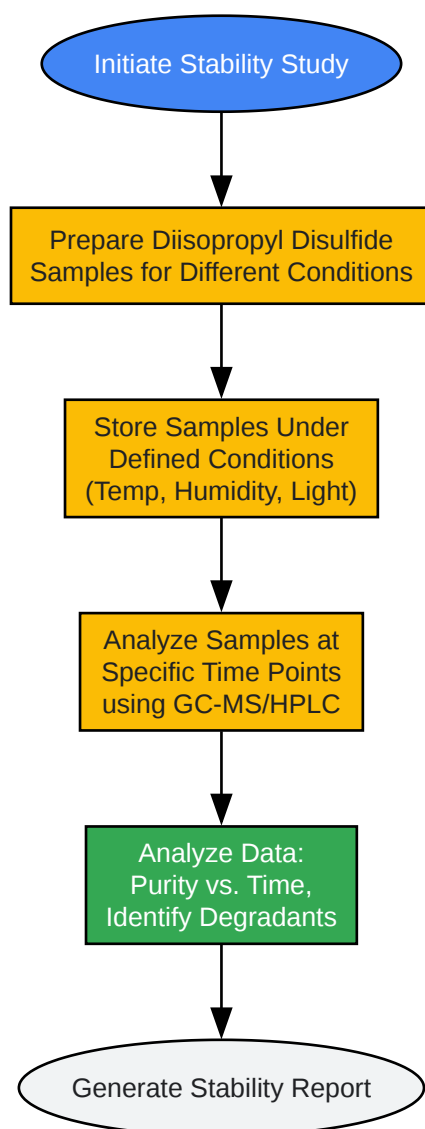 Initiate Stability Study
Prepare Diisopropyl Disulfide
Samples for Different Conditions
Store Samples Under
Defined Conditions
(Temp, Humidity, Light)
Analyze Samples at
Specific Time Points
using GC-MS/HPLC
Analyze Data:
Purity vs. Time,
Identify Degradants
Generate Stability Report